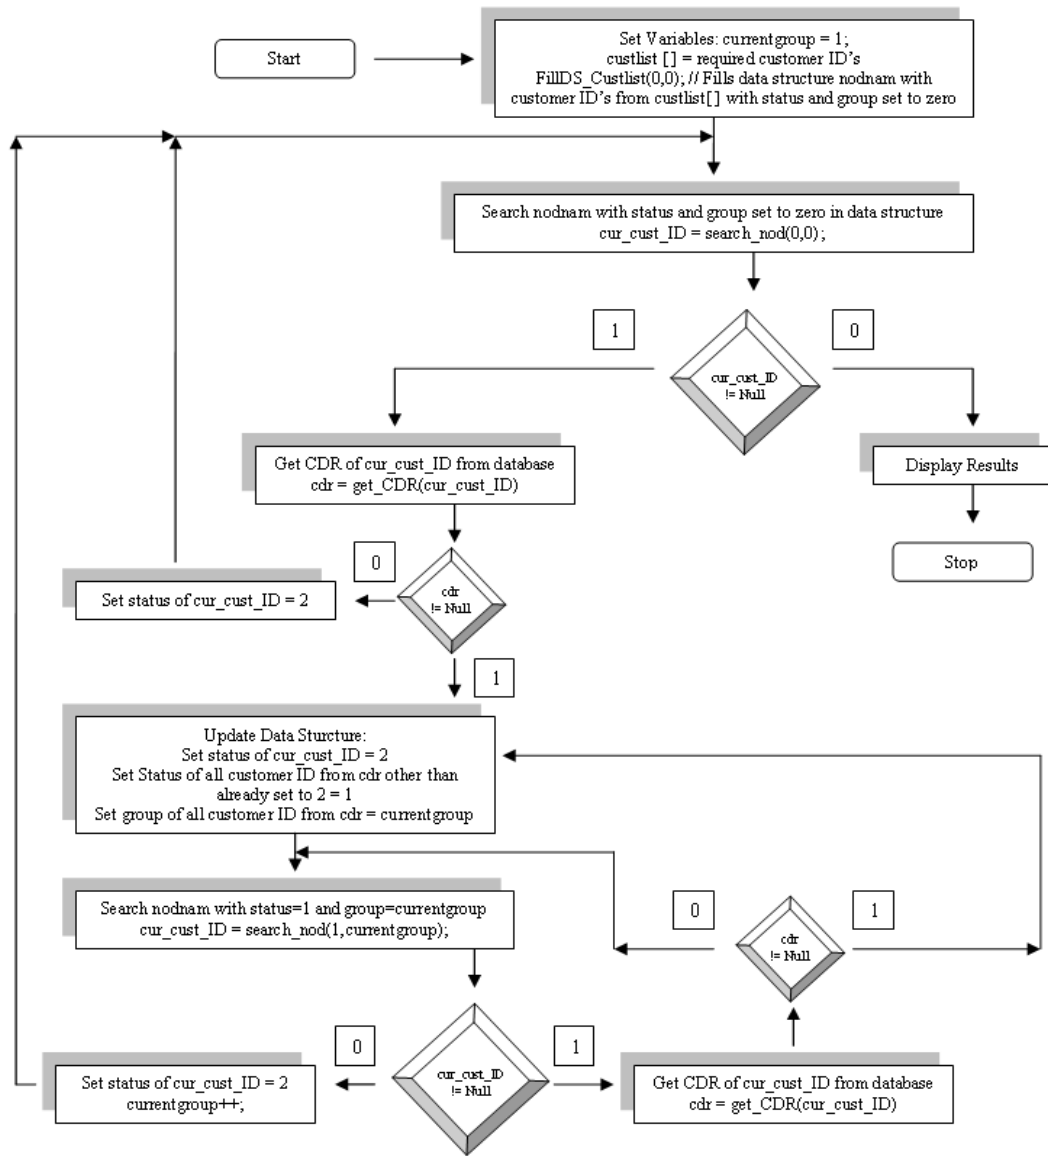 Start
Set Variables: currentgroup = 1;
custlist [] = required customer ID's
FillDS_Custlist(0,0); // Fills data structure nodnam with
customer ID's from custlist[] with status and group set to zero
Search nodnam with status and group set to zero in data structure
cur_cust_ID = search_nod(0,0);
1
0
cur_cust_ID
!= Null
Get CDR of cur_cust_ID from database
cdr = get_CDR(cur_cust_ID)
Display Results
Stop
0
cdr
!= Null
Set status of cur_cust_ID = 2
1
Update Data Sturcture:
Set status of cur_cust_ID = 2
Set Status of all customer ID from cdr other than
already set to 2 = 1
Set group of all customer ID from cdr = currentgroup
Search nodnam with status=1 and group=currentgroup
cur_cust_ID = search_nod(1,currentgroup);
0
1
cdr
!= Null
0
1
cur_cust_ID
!= Null
Set status of cur_cust_ID = 2
currentgroup++;
Get CDR of cur_cust_ID from database
cdr = get_CDR(cur_cust_ID)